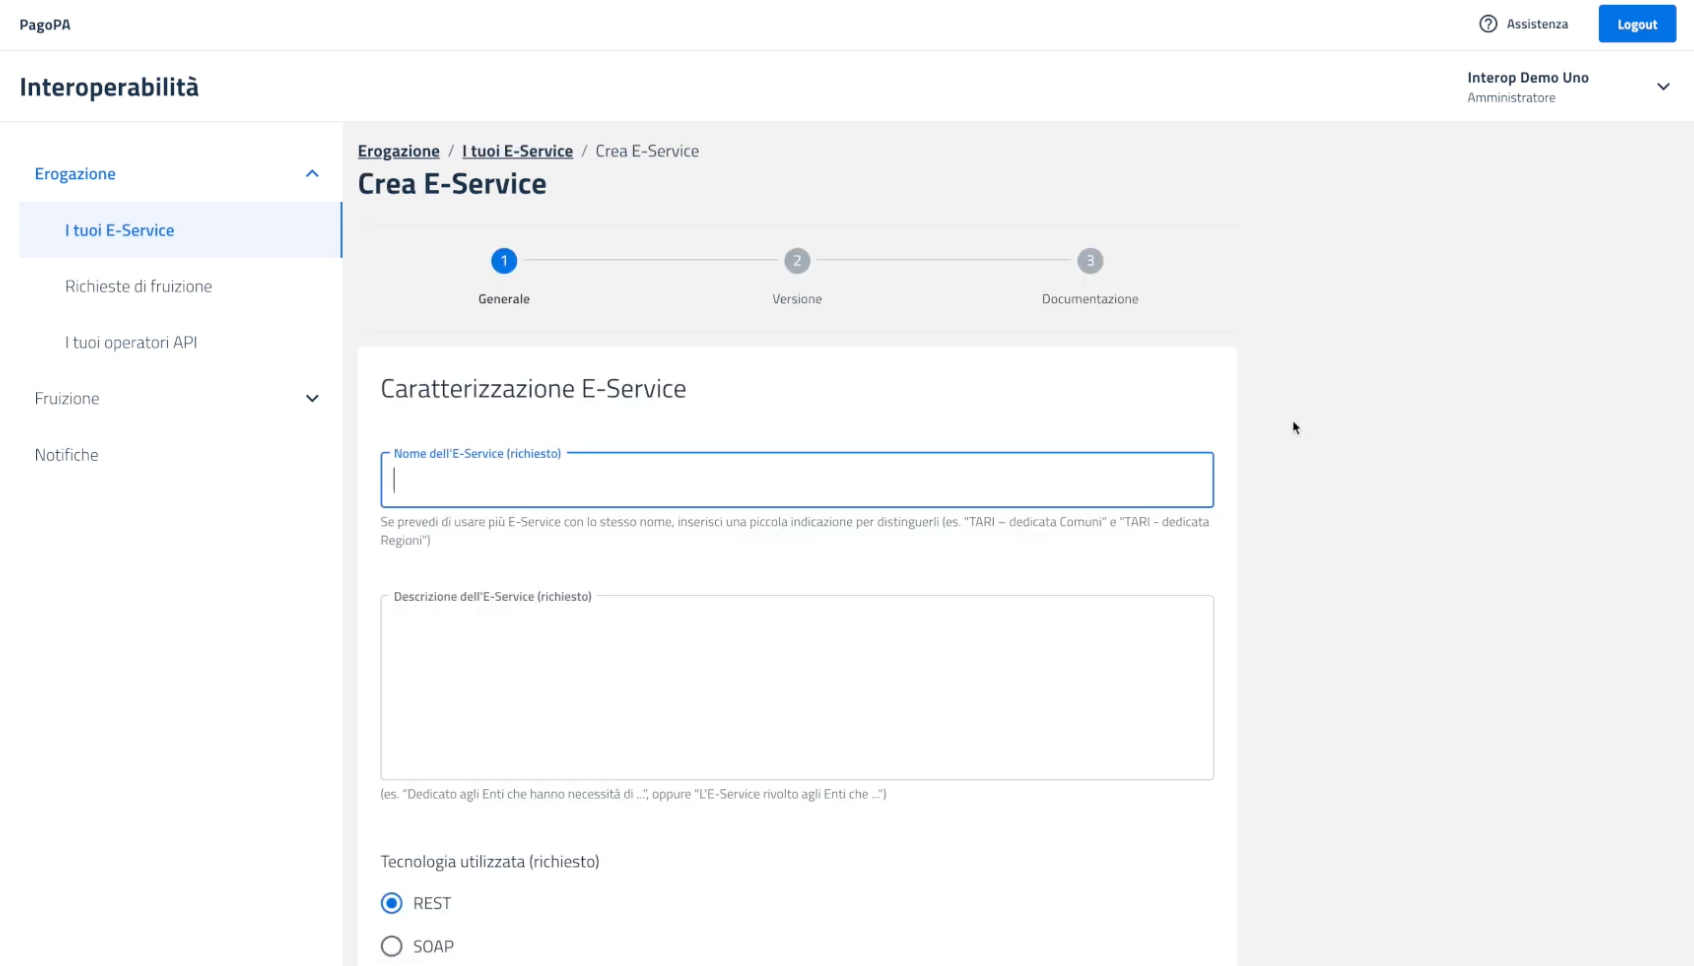 PagoPA
Assistenza
Logout
Interoperabilità
Interop Demo Uno
Amministratore
Erogazione
I tuoi E-Service
Richieste di fruizione
I tuoi operatori API
Fruizione
Notifiche
Erogazione / I tuoi E-Service / Crea E-Service
Crea E-Service
1
2
3
Generale
Versione
Documentazione
Caratterizzazione E-Service
Nome dell'E-Service (richiesto)
Se prevedi di usare più E-Service con lo stesso nome, inserisci una piccola indicazione per distinguerli (es. "TARI – dedicata Comuni" e "TARI - dedicata
Regioni")
Descrizione dell'E-Service (richiesto)
(es. "Dedicato agli Enti che hanno necessità di ...", oppure "L'E-Service rivolto agli Enti che ...")
Tecnologia utilizzata (richiesto)
REST
SOAP